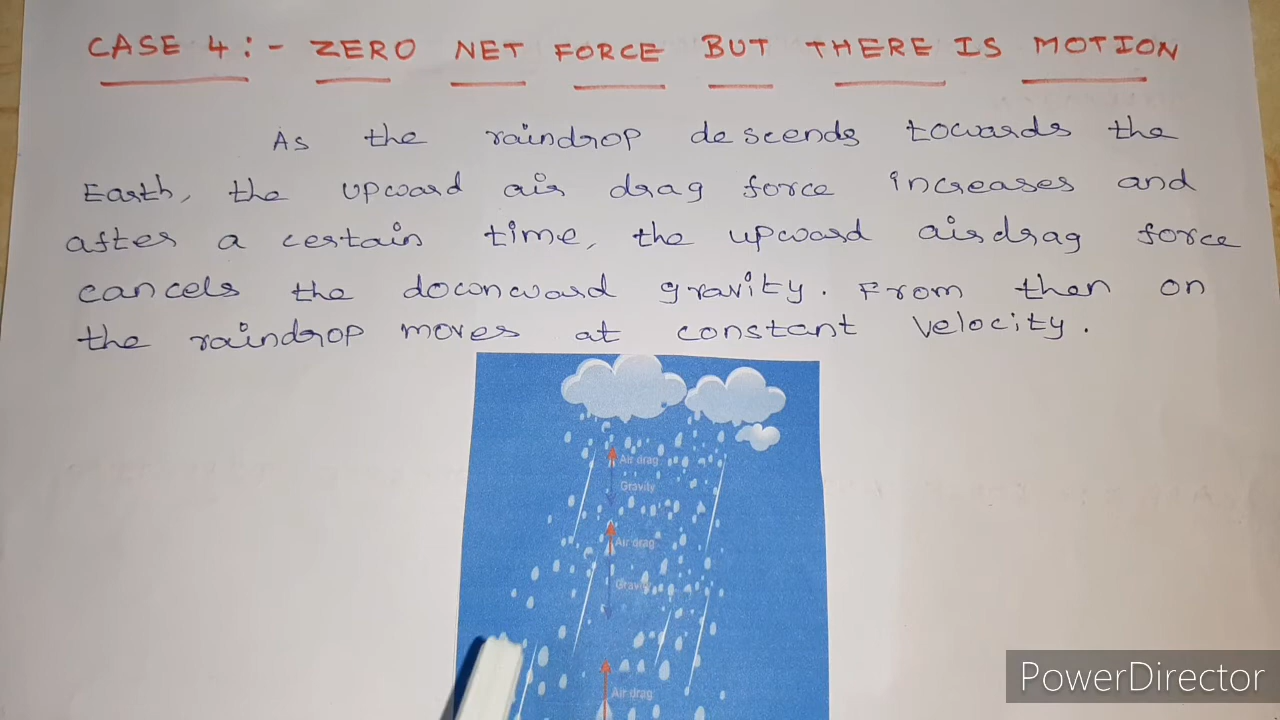 CASE 4:- ZERO NET FORCE BUT THERE IS MOTION
As the raindrop descends towards the
Earth, the upward air drag force increases and
after a certain time, the upward airdrag force
cancels the downward gravity. From then on
the raindrop moves at constant velocity.
Air drag
Gravity
Air drag
Gravity
Air drag
PowerDirector